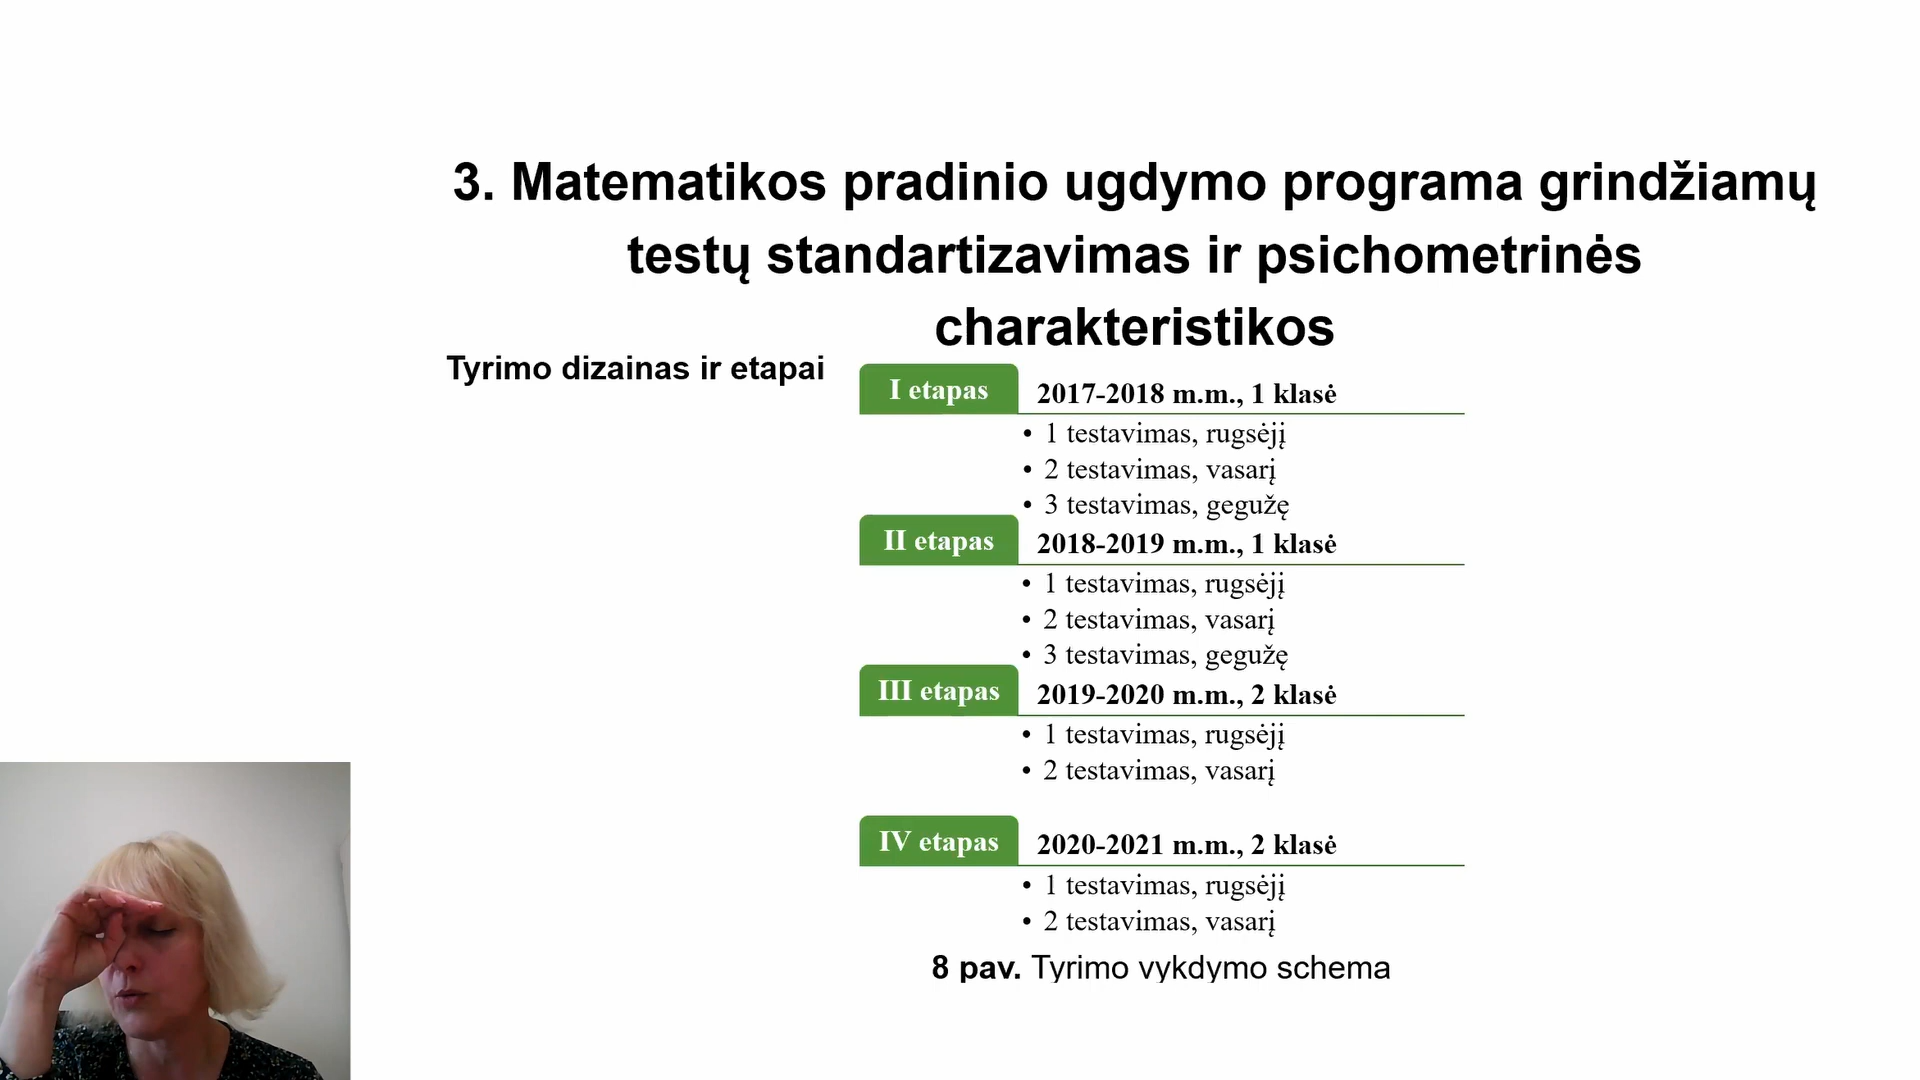 3. Matematikos pradinio ugdymo programa grindžiamų
testų standartizavimas ir psichometrinės
charakteristikos
Tyrimo dizainas ir etapai
I etapas 2017-2018 m.m., 1 klasė
• 1 testavimas, rugsėjį
• 2 testavimas, vasarį
• 3 testavimas, gegužę
II etapas 2018-2019 m.m., 1 klasė
• 1 testavimas, rugsėjį
• 2 testavimas, vasarį
• 3 testavimas, gegužę
III etapas 2019-2020 m.m., 2 klasė
• 1 testavimas, rugsėjį
• 2 testavimas, vasarį
IV etapas 2020-2021 m.m., 2 klasė
• 1 testavimas, rugsėjį
• 2 testavimas, vasarį
8 pav. Tyrimo vykdymo schema